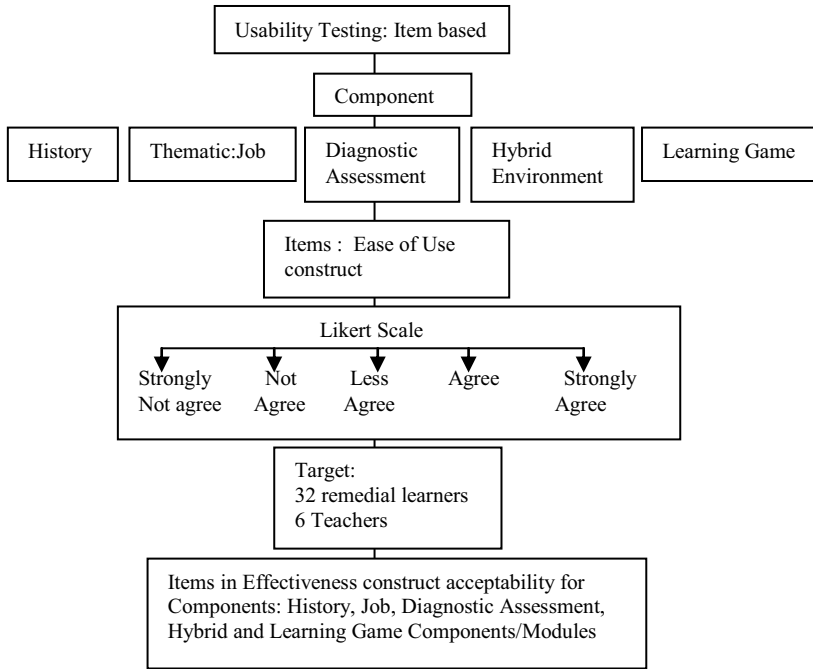 Usability Testing: Item based
Component
History
Thematic:Job
Diagnostic
Assessment
Hybrid
Environment
Learning Game
Items :  Ease of Use
construct
Likert Scale
Strongly
Not agree
Not
Agree
Less
Agree
Agree
Strongly
Agree
Target:
32 remedial learners
6 Teachers
Items in Effectiveness construct acceptability for
Components: History, Job, Diagnostic Assessment,
Hybrid and Learning Game Components/Modules